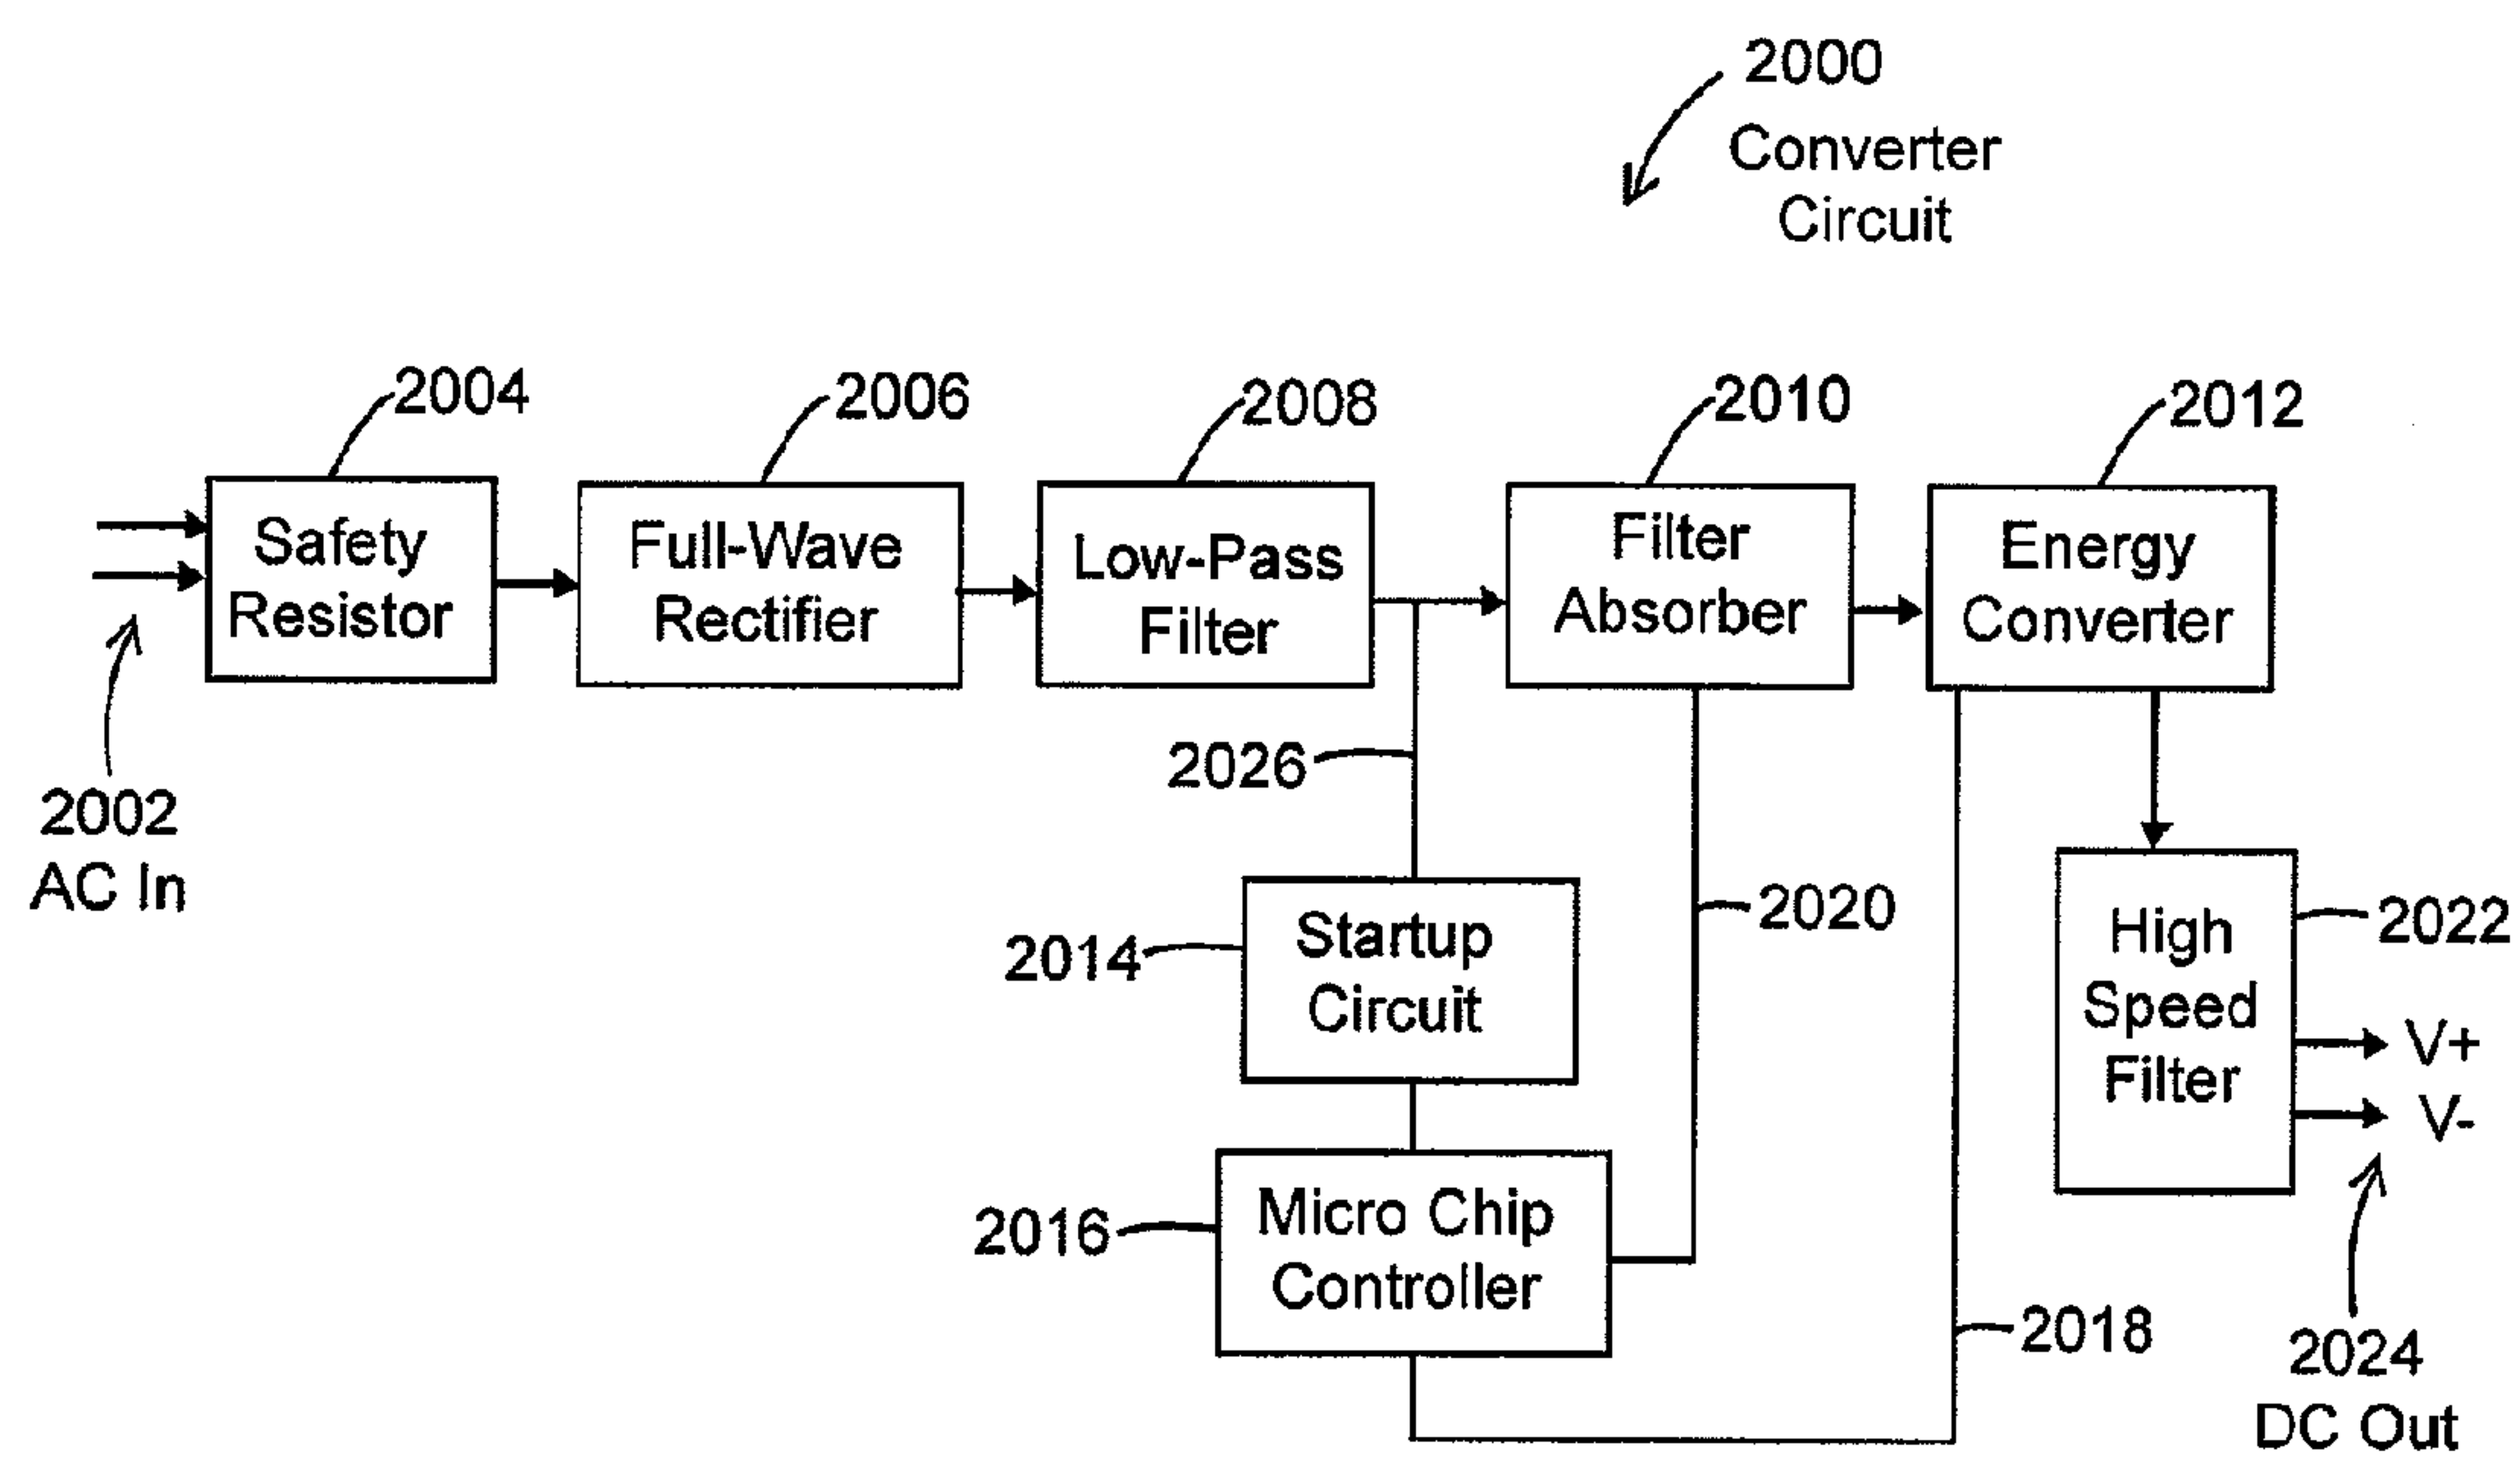 2000
Converter
Circuit
2004
2006
2008
2010
2012
Safety
Resistor
Full-Wave
Rectifier
Low-Pass
Filter
Filter
Absorber
Energy
Converter
2002
AC In
2026
2020
2014
Startup
Circuit
2022
High
Speed
Filter
V+
V-
2016
Micro Chip
Controller
2018
2024
DC Out